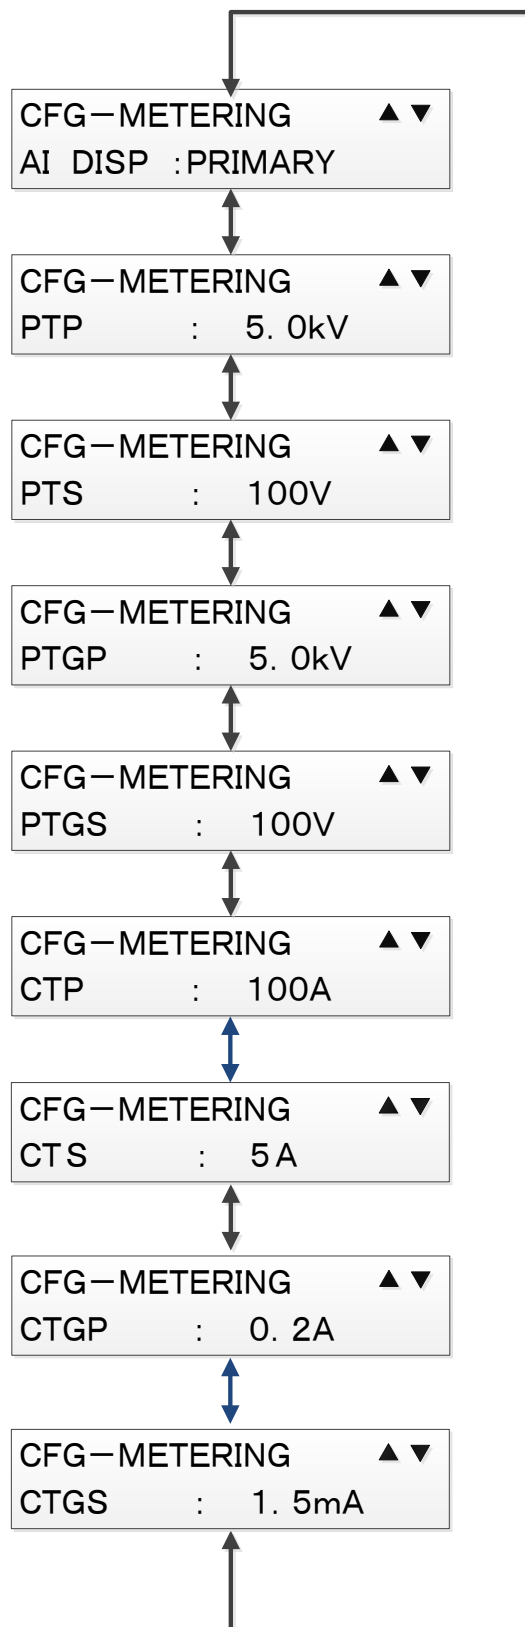 CFG－METERING ▲ ▼
AI DISP :PRIMARY
CFG－METERING ▲ ▼
PTP : 5. 0kV
CFG－METERING ▲ ▼
PTS : 100V
CFG－METERING ▲ ▼
PTGP : 5. 0kV
CFG－METERING ▲ ▼
PTGS : 100V
CFG－METERING ▲ ▼
CTP : 100A
CFG－METERING ▲ ▼
CTS : 5A
CFG－METERING ▲ ▼
CTGP : 0. 2A
CFG－METERING ▲ ▼
CTGS : 1. 5mA